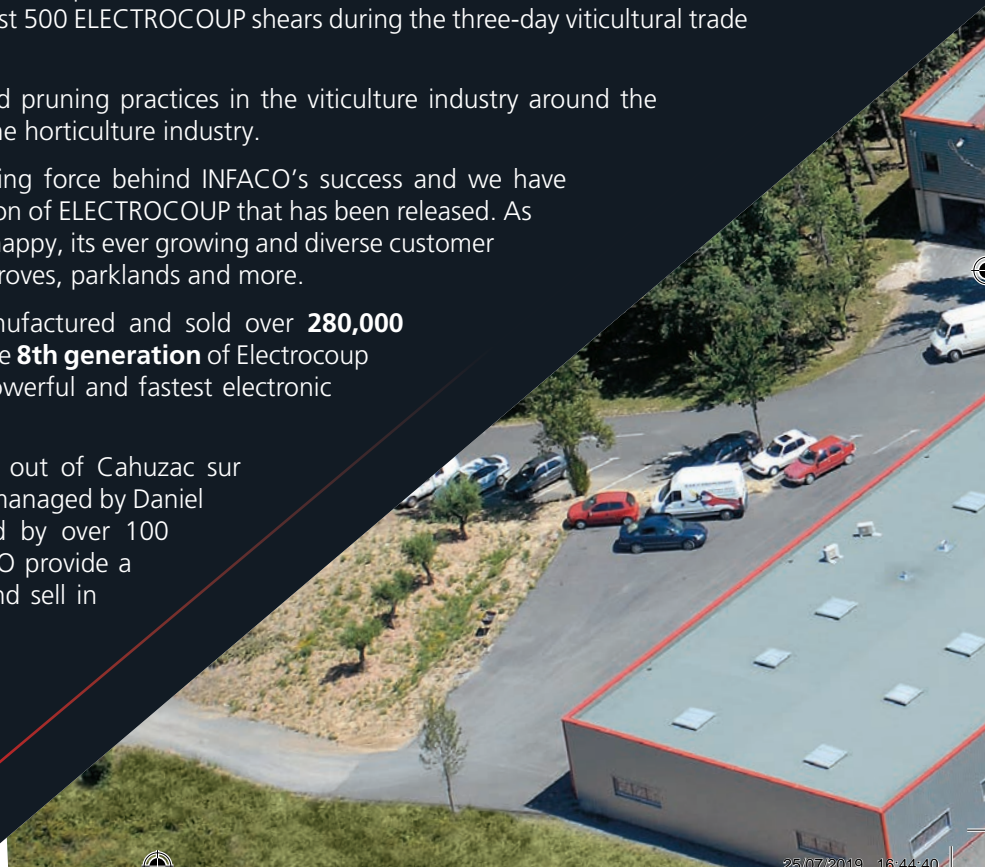 st 500 ELECTROCOUP shears during the three-day viticultural trade
d pruning practices in the viticulture industry around the
e horticulture industry.
ing force behind INFACO’s success and we have
on of ELECTROCOUP that has been released. As
happy, its ever growing and diverse customer
roves, parklands and more.
nufactured and sold over 280,000
e 8th generation of Electrocoup
owerful and fastest electronic
out of Cahuzac sur
managed by Daniel
d by over 100
O provide a
nd sell in
25/07/2019 16:44:40